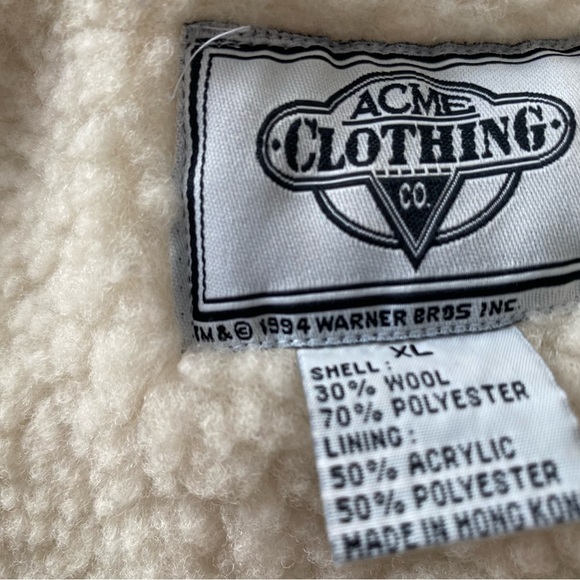 ACME
CLOTHING
CO.
TM & © 1994 WARNER BROS INC.
XL
SHELL:
30% WOOL
70% POLYESTER
LINING:
50% ACRYLIC
50% POLYESTER
MADE IN HONG KON